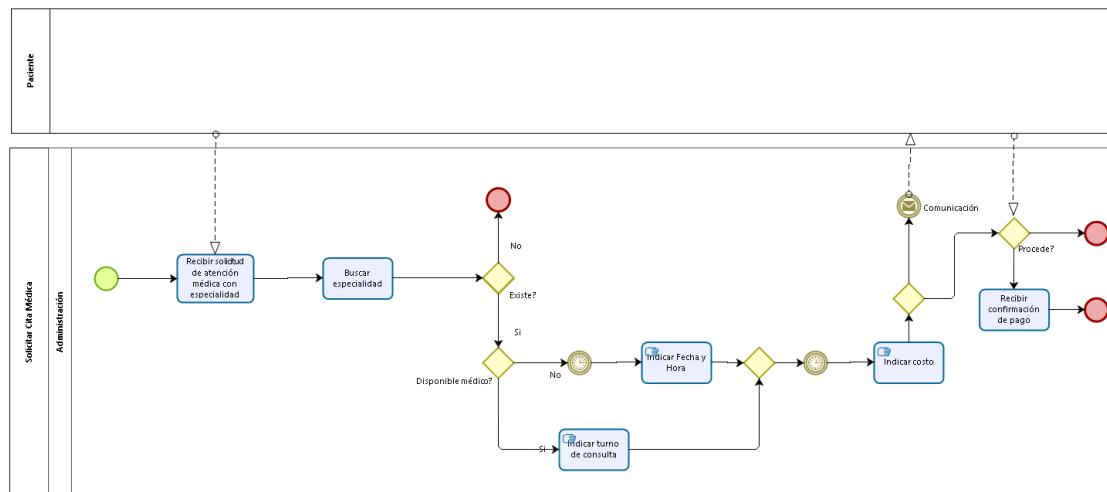 Paciente
Solicitar Cita Médica
Administración
Recibir solidtud
de atención
médica con
especialidad
Buscar
especialidad
No
Existe?
Si
Disponible médico?
No
Indicar Fecha y
Hora
Si
Indicar turno
de consulta
Indicar costo
Comunicación
Procede?
Recibir
confirmación
de pago